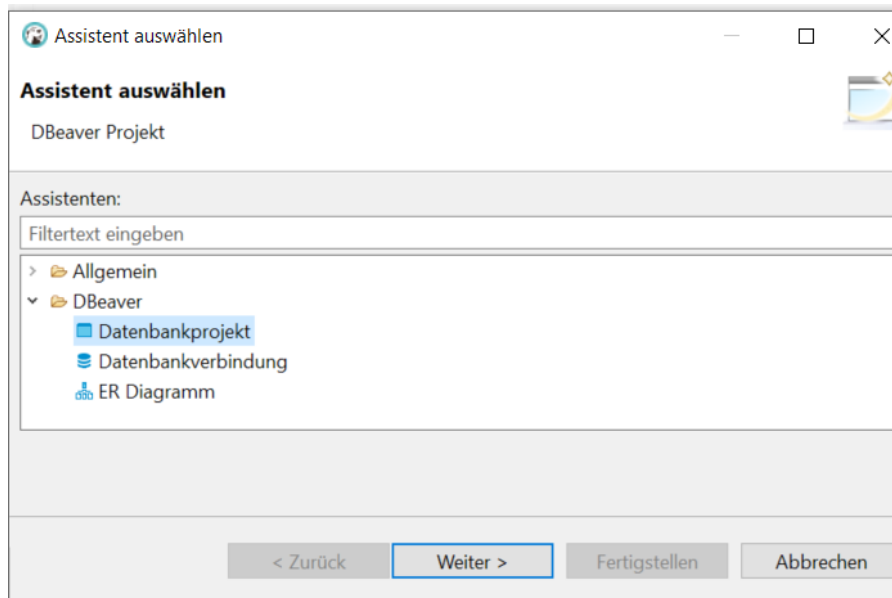 Assistent auswählen
Assistent auswählen
DBeaver Projekt
Assistenten:
Filtertext eingeben
Allgemein
DBeaver
Datenbankprojekt
Datenbankverbindung
ER Diagramm
< Zurück Weiter > Fertigstellen Abbrechen